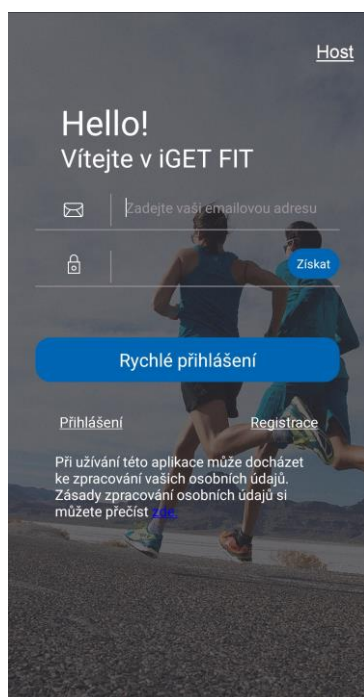 Host
Hello!
Vítejte v iGET FIT
Zadejte vaši emailovou adresu
Získat
Rychlé přihlášení
Přihlášení
Registrace
Při užívání této aplikace může docházet
ke zpracování vašich osobních údajů.
Zásady zpracování osobních údajů si
můžete přečíst zde.